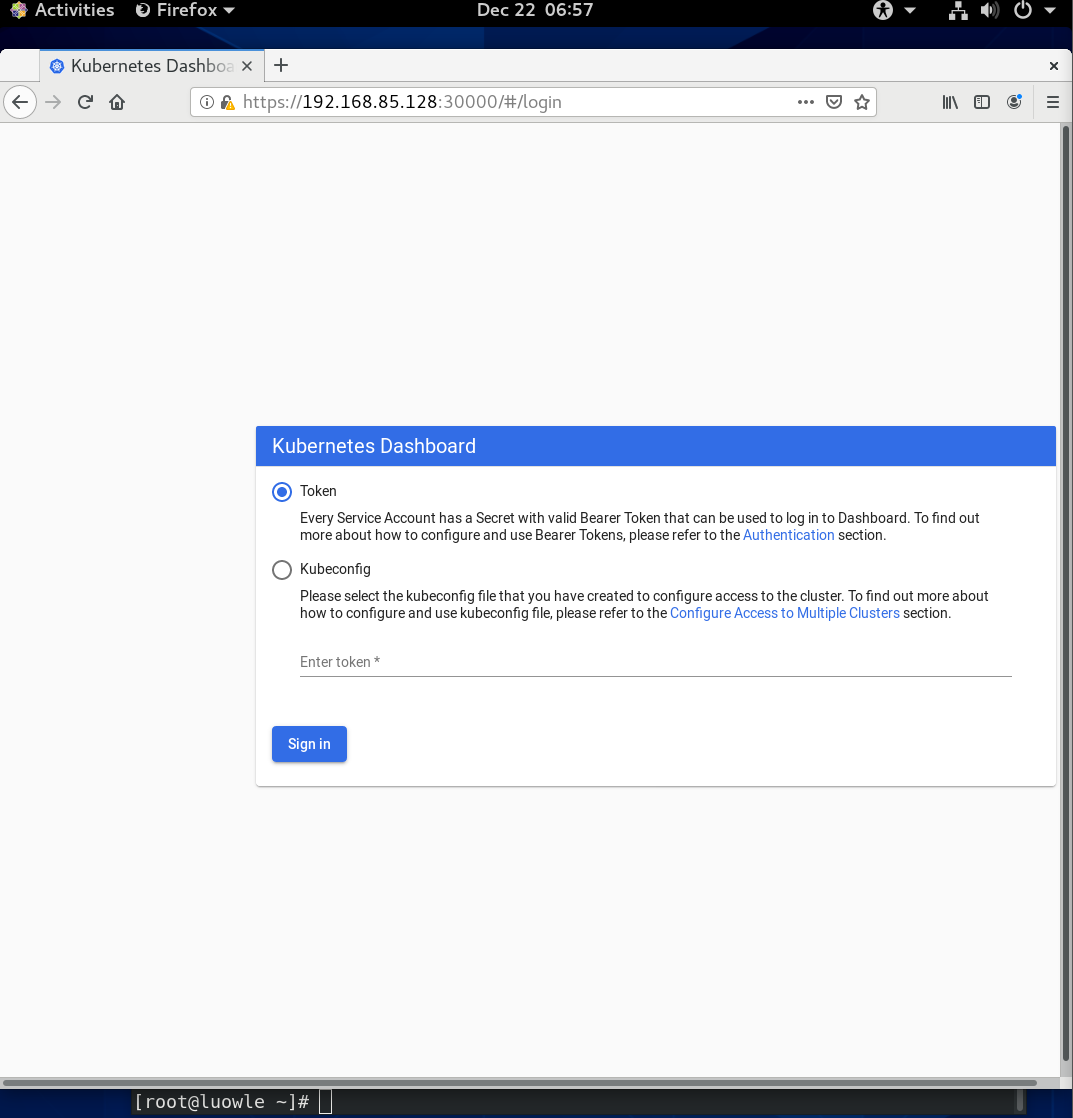 Activities Firefox Dec 22 06:57
Kubernetes Dashboa
https://192.168.85.128:30000/#/login
Kubernetes Dashboard
Token
Every Service Account has a Secret with valid Bearer Token that can be used to log in to Dashboard. To find out
more about how to configure and use Bearer Tokens, please refer to the Authentication section.
Kubeconfig
Please select the kubeconfig file that you have created to configure access to the cluster. To find out more about
how to configure and use kubeconfig file, please refer to the Configure Access to Multiple Clusters section.
Enter token *
Sign in
[root@luowle ~]#